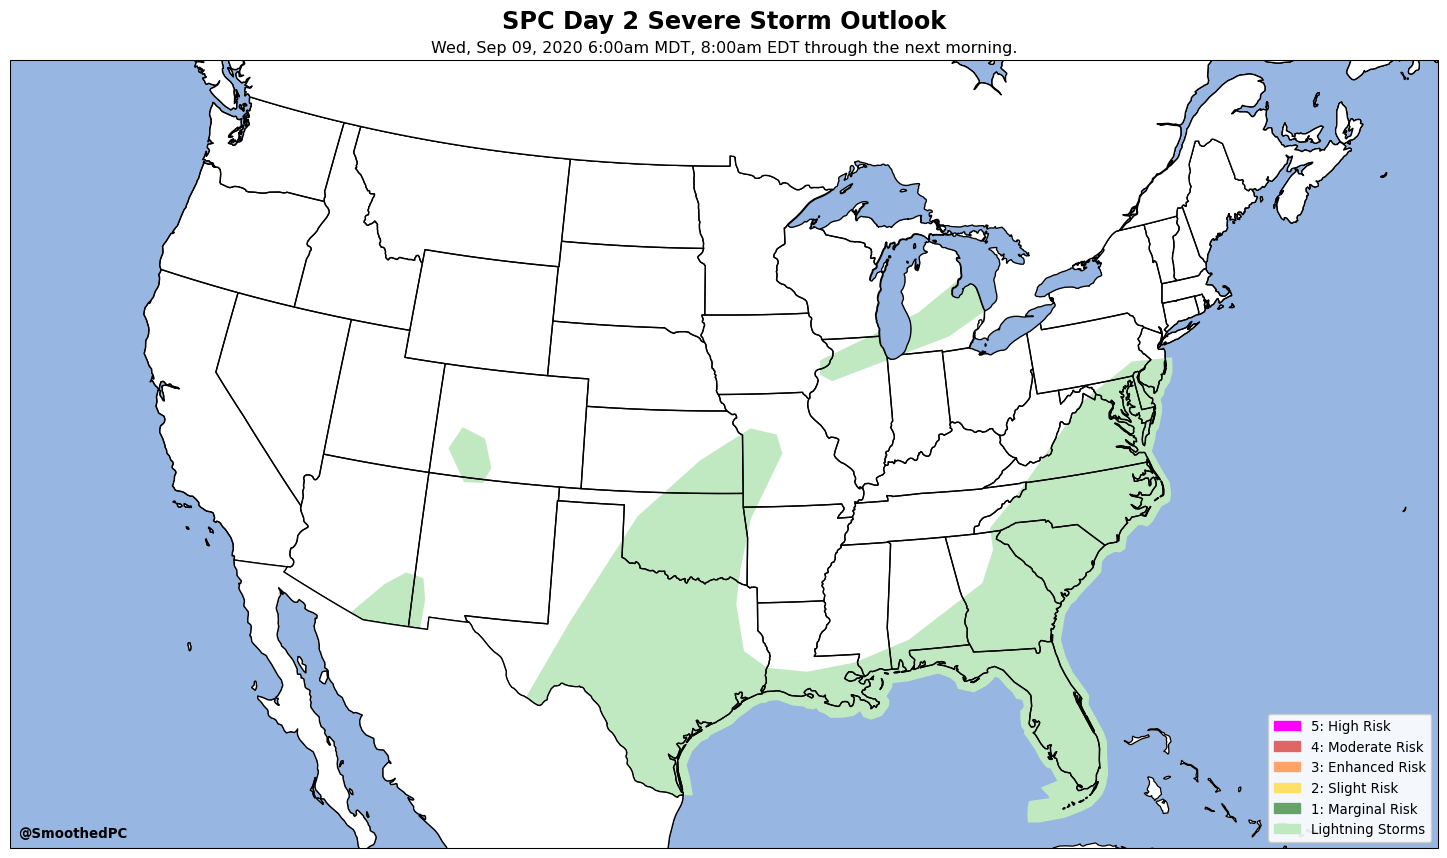 SPC Day 2 Severe Storm Outlook
Wed, Sep 09, 2020 6:00am MDT, 8:00am EDT through the next morning.
5: High Risk
4: Moderate Risk
3: Enhanced Risk
2: Slight Risk
1: Marginal Risk
Lightning Storms
@SmoothedPC